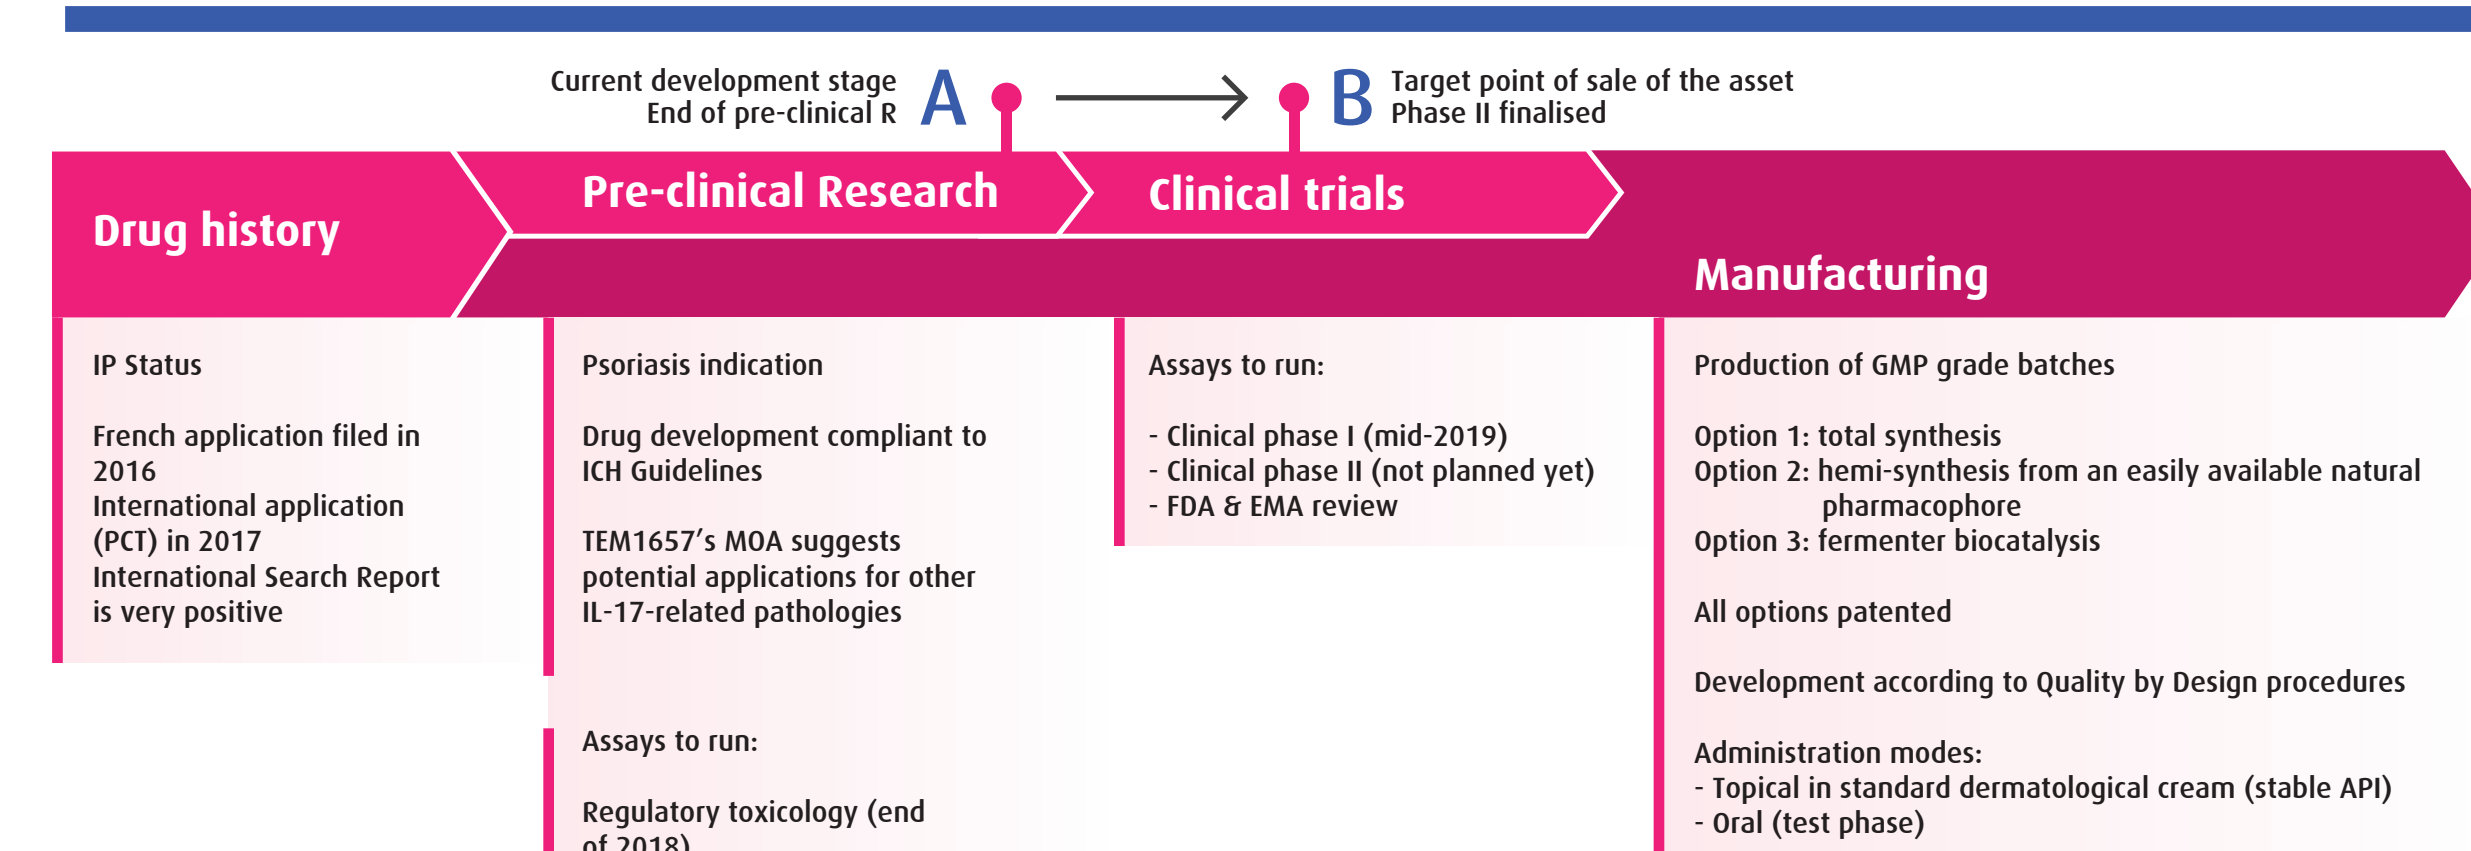 Current development stage
End of pre-clinical R
A
B
Target point of sale of the asset
Phase II finalised
Drug history
Pre-clinical Research
Clinical trials
Manufacturing
IP Status
French application filed in
2016
International application
(PCT) in 2017
International Search Report
is very positive
Psoriasis indication
Drug development compliant to
ICH Guidelines
TEM1657’s MOA suggests
potential applications for other
IL-17-related pathologies
Assays to run:
Regulatory toxicology (end
of 2018)
Assays to run:
- Clinical phase I (mid-2019)
- Clinical phase II (not planned yet)
- FDA & EMA review
Production of GMP grade batches
Option 1: total synthesis
Option 2: hemi-synthesis from an easily available natural
pharmacophore
Option 3: fermenter biocatalysis
All options patented
Development according to Quality by Design procedures
Administration modes:
- Topical in standard dermatological cream (stable API)
- Oral (test phase)